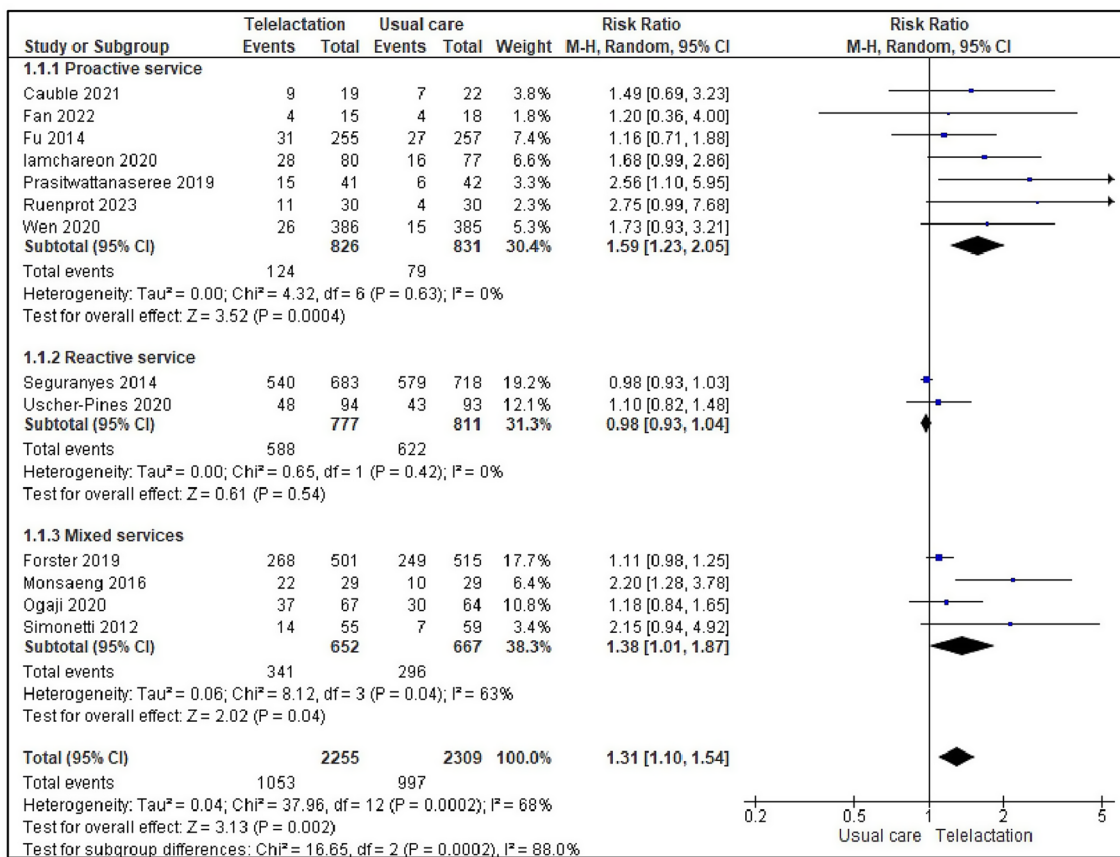 Telelactation Usual care Risk Ratio Risk Ratio
Study or Subgroup Events Total Events Total Weight M-H, Random, 95% CI M-H, Random, 95% CI
1.1.1 Proactive service
Cauble 2021 9 19 7 22 3.8% 1.49 [0.69, 3.23]
Fan 2022 4 15 4 18 1.8% 1.20 [0.36, 4.00]
Fu 2014 31 255 27 257 7.4% 1.16 [0.71, 1.88]
Iamchareon 2020 28 80 16 77 6.6% 1.68 [0.99, 2.86]
Prasitwattanaseree 2019 15 41 6 42 3.3% 2.56 [1.10, 5.95]
Ruenprot 2023 11 30 4 30 2.3% 2.75 [0.99, 7.68]
Wen 2020 26 386 15 385 5.3% 1.73 [0.93, 3.21]
Subtotal (95% CI) 826 831 30.4% 1.59 [1.23, 2.05]
Total events 124 79
Heterogeneity: Tau² = 0.00; Chi² = 4.32, df = 6 (P = 0.63); I² = 0%
Test for overall effect: Z = 3.52 (P = 0.0004)
1.1.2 Reactive service
Seguranyes 2014 540 683 579 718 19.2% 0.98 [0.93, 1.03]
Uscher-Pines 2020 48 94 43 93 12.1% 1.10 [0.82, 1.48]
Subtotal (95% CI) 777 811 31.3% 0.98 [0.93, 1.04]
Total events 588 622
Heterogeneity: Tau² = 0.00; Chi² = 0.65, df = 1 (P = 0.42); I² = 0%
Test for overall effect: Z = 0.61 (P = 0.54)
1.1.3 Mixed services
Forster 2019 268 501 249 515 17.7% 1.11 [0.98, 1.25]
Monsaeng 2016 22 29 10 29 6.4% 2.20 [1.28, 3.78]
Ogaji 2020 37 67 30 64 10.8% 1.18 [0.84, 1.65]
Simonetti 2012 14 55 7 59 3.4% 2.15 [0.94, 4.92]
Subtotal (95% CI) 652 667 38.3% 1.38 [1.01, 1.87]
Total events 341 296
Heterogeneity: Tau² = 0.06; Chi² = 8.12, df = 3 (P = 0.04); I² = 63%
Test for overall effect: Z = 2.02 (P = 0.04)
Total (95% CI) 2255 2309 100.0% 1.31 [1.10, 1.54]
Total events 1053 997
Heterogeneity: Tau² = 0.04; Chi² = 37.96, df = 12 (P = 0.0002); I² = 68%
Test for overall effect: Z = 3.13 (P = 0.002)
Test for subgroup differences: Chi² = 16.65, df = 2 (P = 0.0002), I² = 88.0%
0.2 0.5 1 2 5
Usual care Telelactation